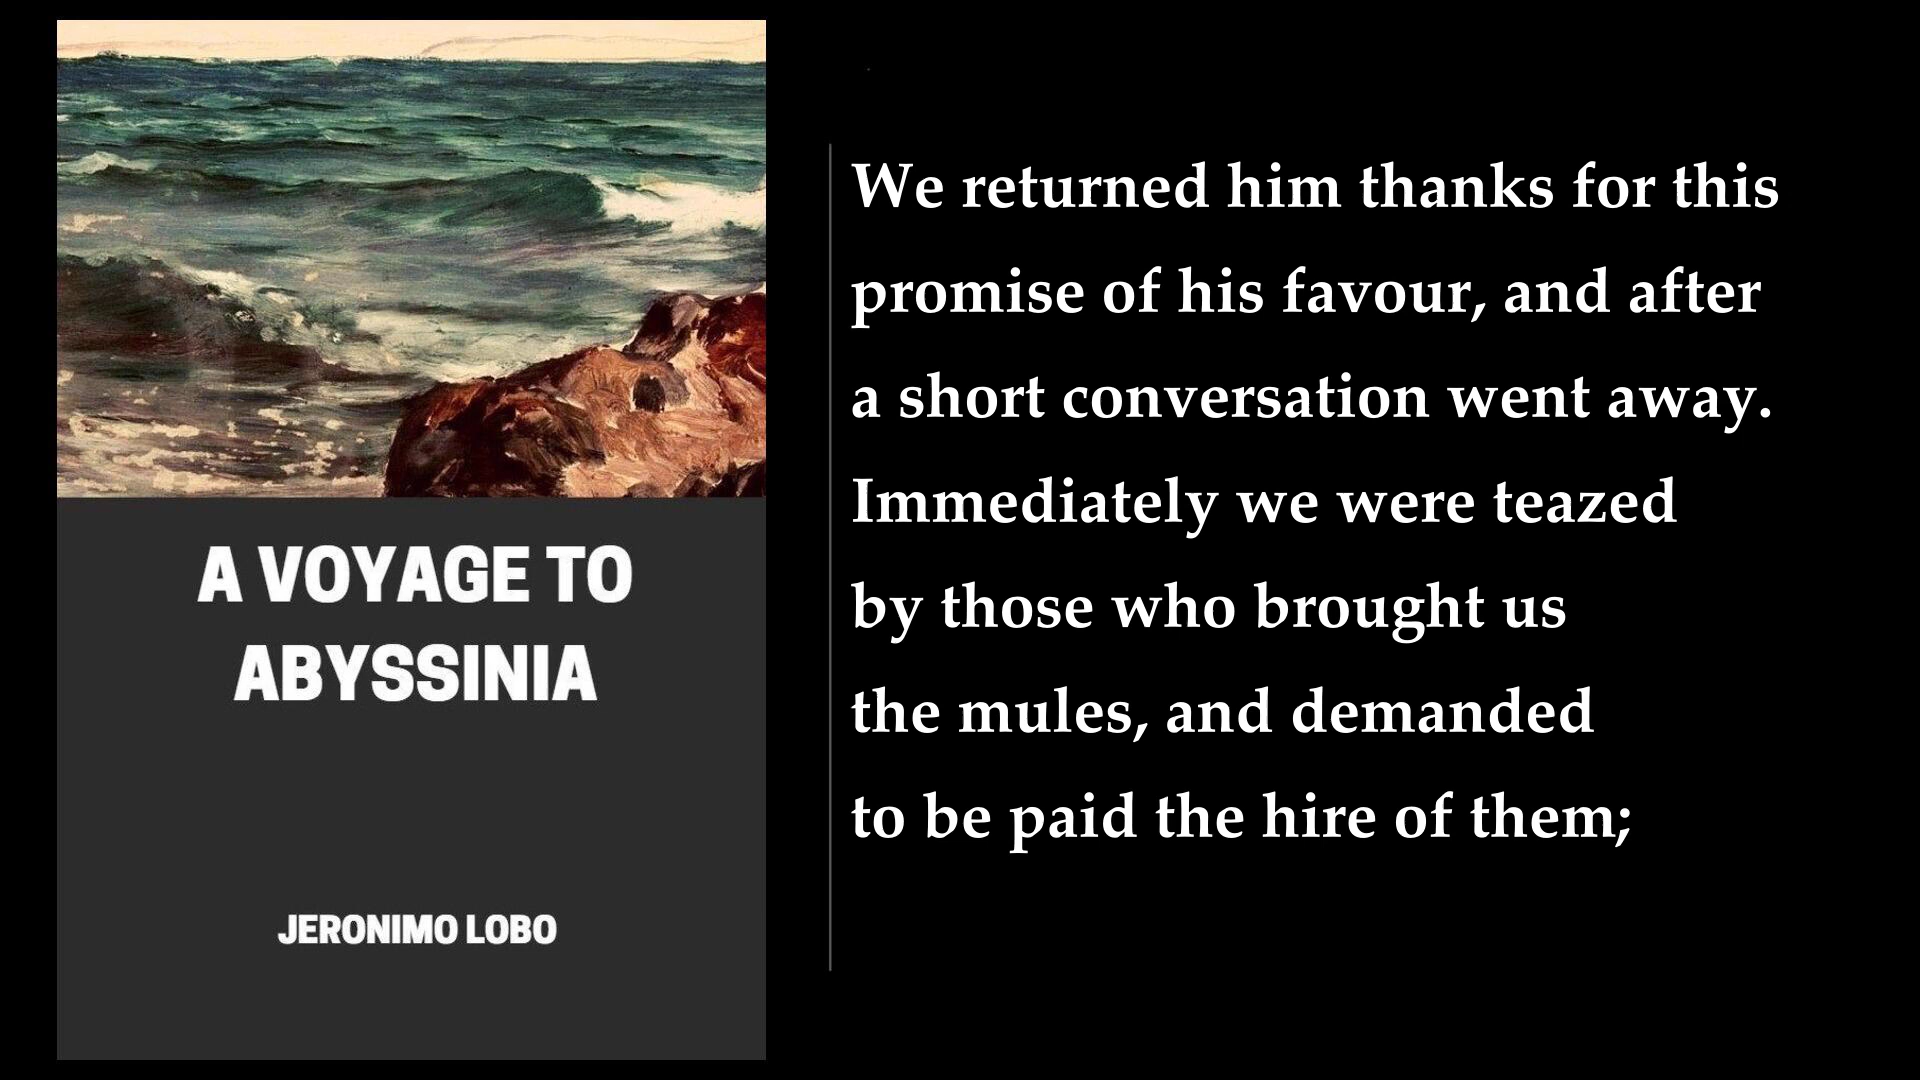 A VOYAGE TO
ABYSSINIA
JERONIMO LOBO
We returned him thanks for this
promise of his favour, and after
a short conversation went away.
Immediately we were teazed
by those who brought us
the mules, and demanded
to be paid the hire of them;